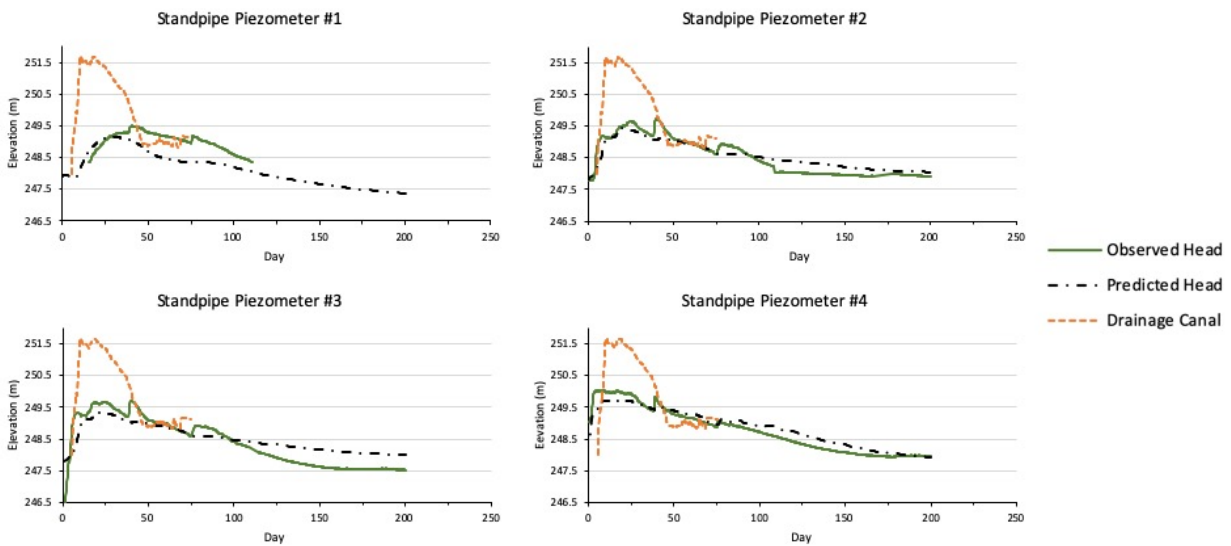 Standpipe Piezometer #1
251.5
250.5
249.5
248.5
247.5
246.5
Elevation (m)
0 50 100 150 200 250
Day
Standpipe Piezometer #2
251.5
250.5
249.5
248.5
247.5
246.5
Eevation (m)
0 50 100 150 200 250
Day
Standpipe Piezometer #3
251.5
250.5
249.5
248.5
247.5
246.5
Elevation (m)
0 50 100 150 200 250
Day
Standpipe Piezometer #4
251.5
250.5
249.5
248.5
247.5
246.5
Eevation (m)
0 50 100 150 200 250
Day
Observed Head
Predicted Head
Drainage Canal